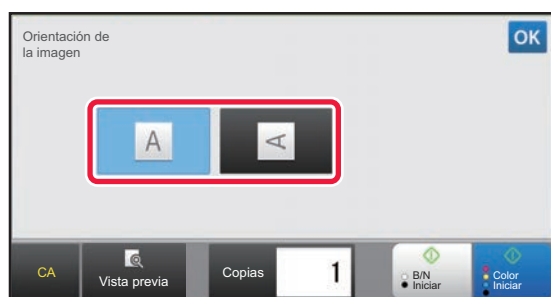 Orientación de
la imagen
OK
A
A
CA
Vista previa
Copias
1
B/N
Iniciar
Color
Iniciar